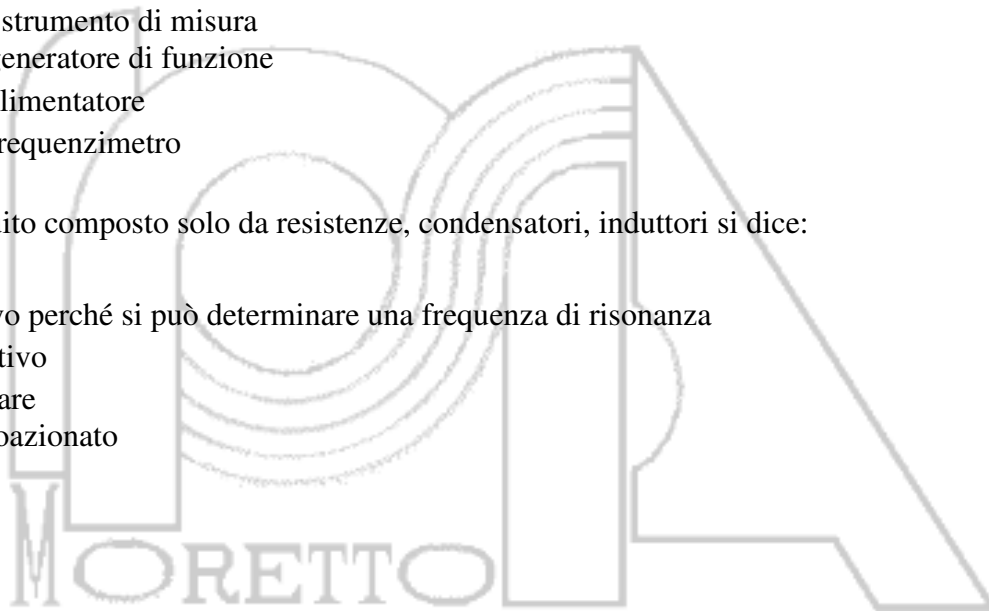 strumento di misura
generatore di funzione
limentatore
requenzimetro
ito composto solo da resistenze, condensatori, induttori si dice:
vo perché si può determinare una frequenza di risonanza
tivo
are
oazionato
MORETTO